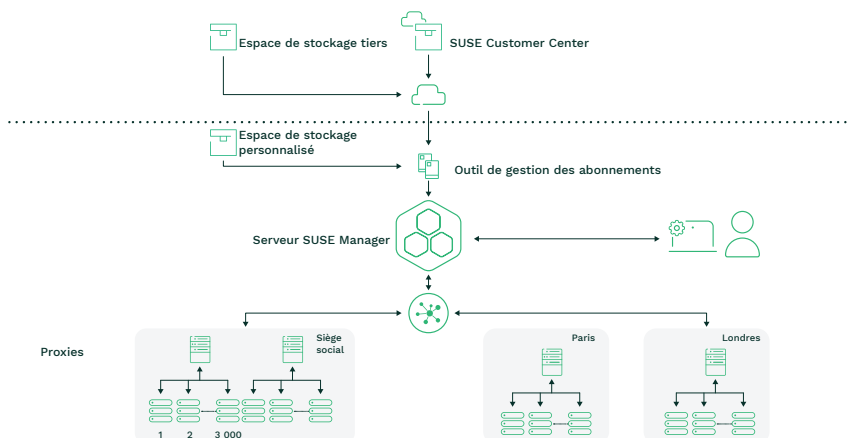 Espace de stockage tiers
SUSE Customer Center
Espace de stockage
personnalisé
Outil de gestion des abonnements
Serveur SUSE Manager
Proxies
Siège
social
Paris
Londres
1 2 3 000